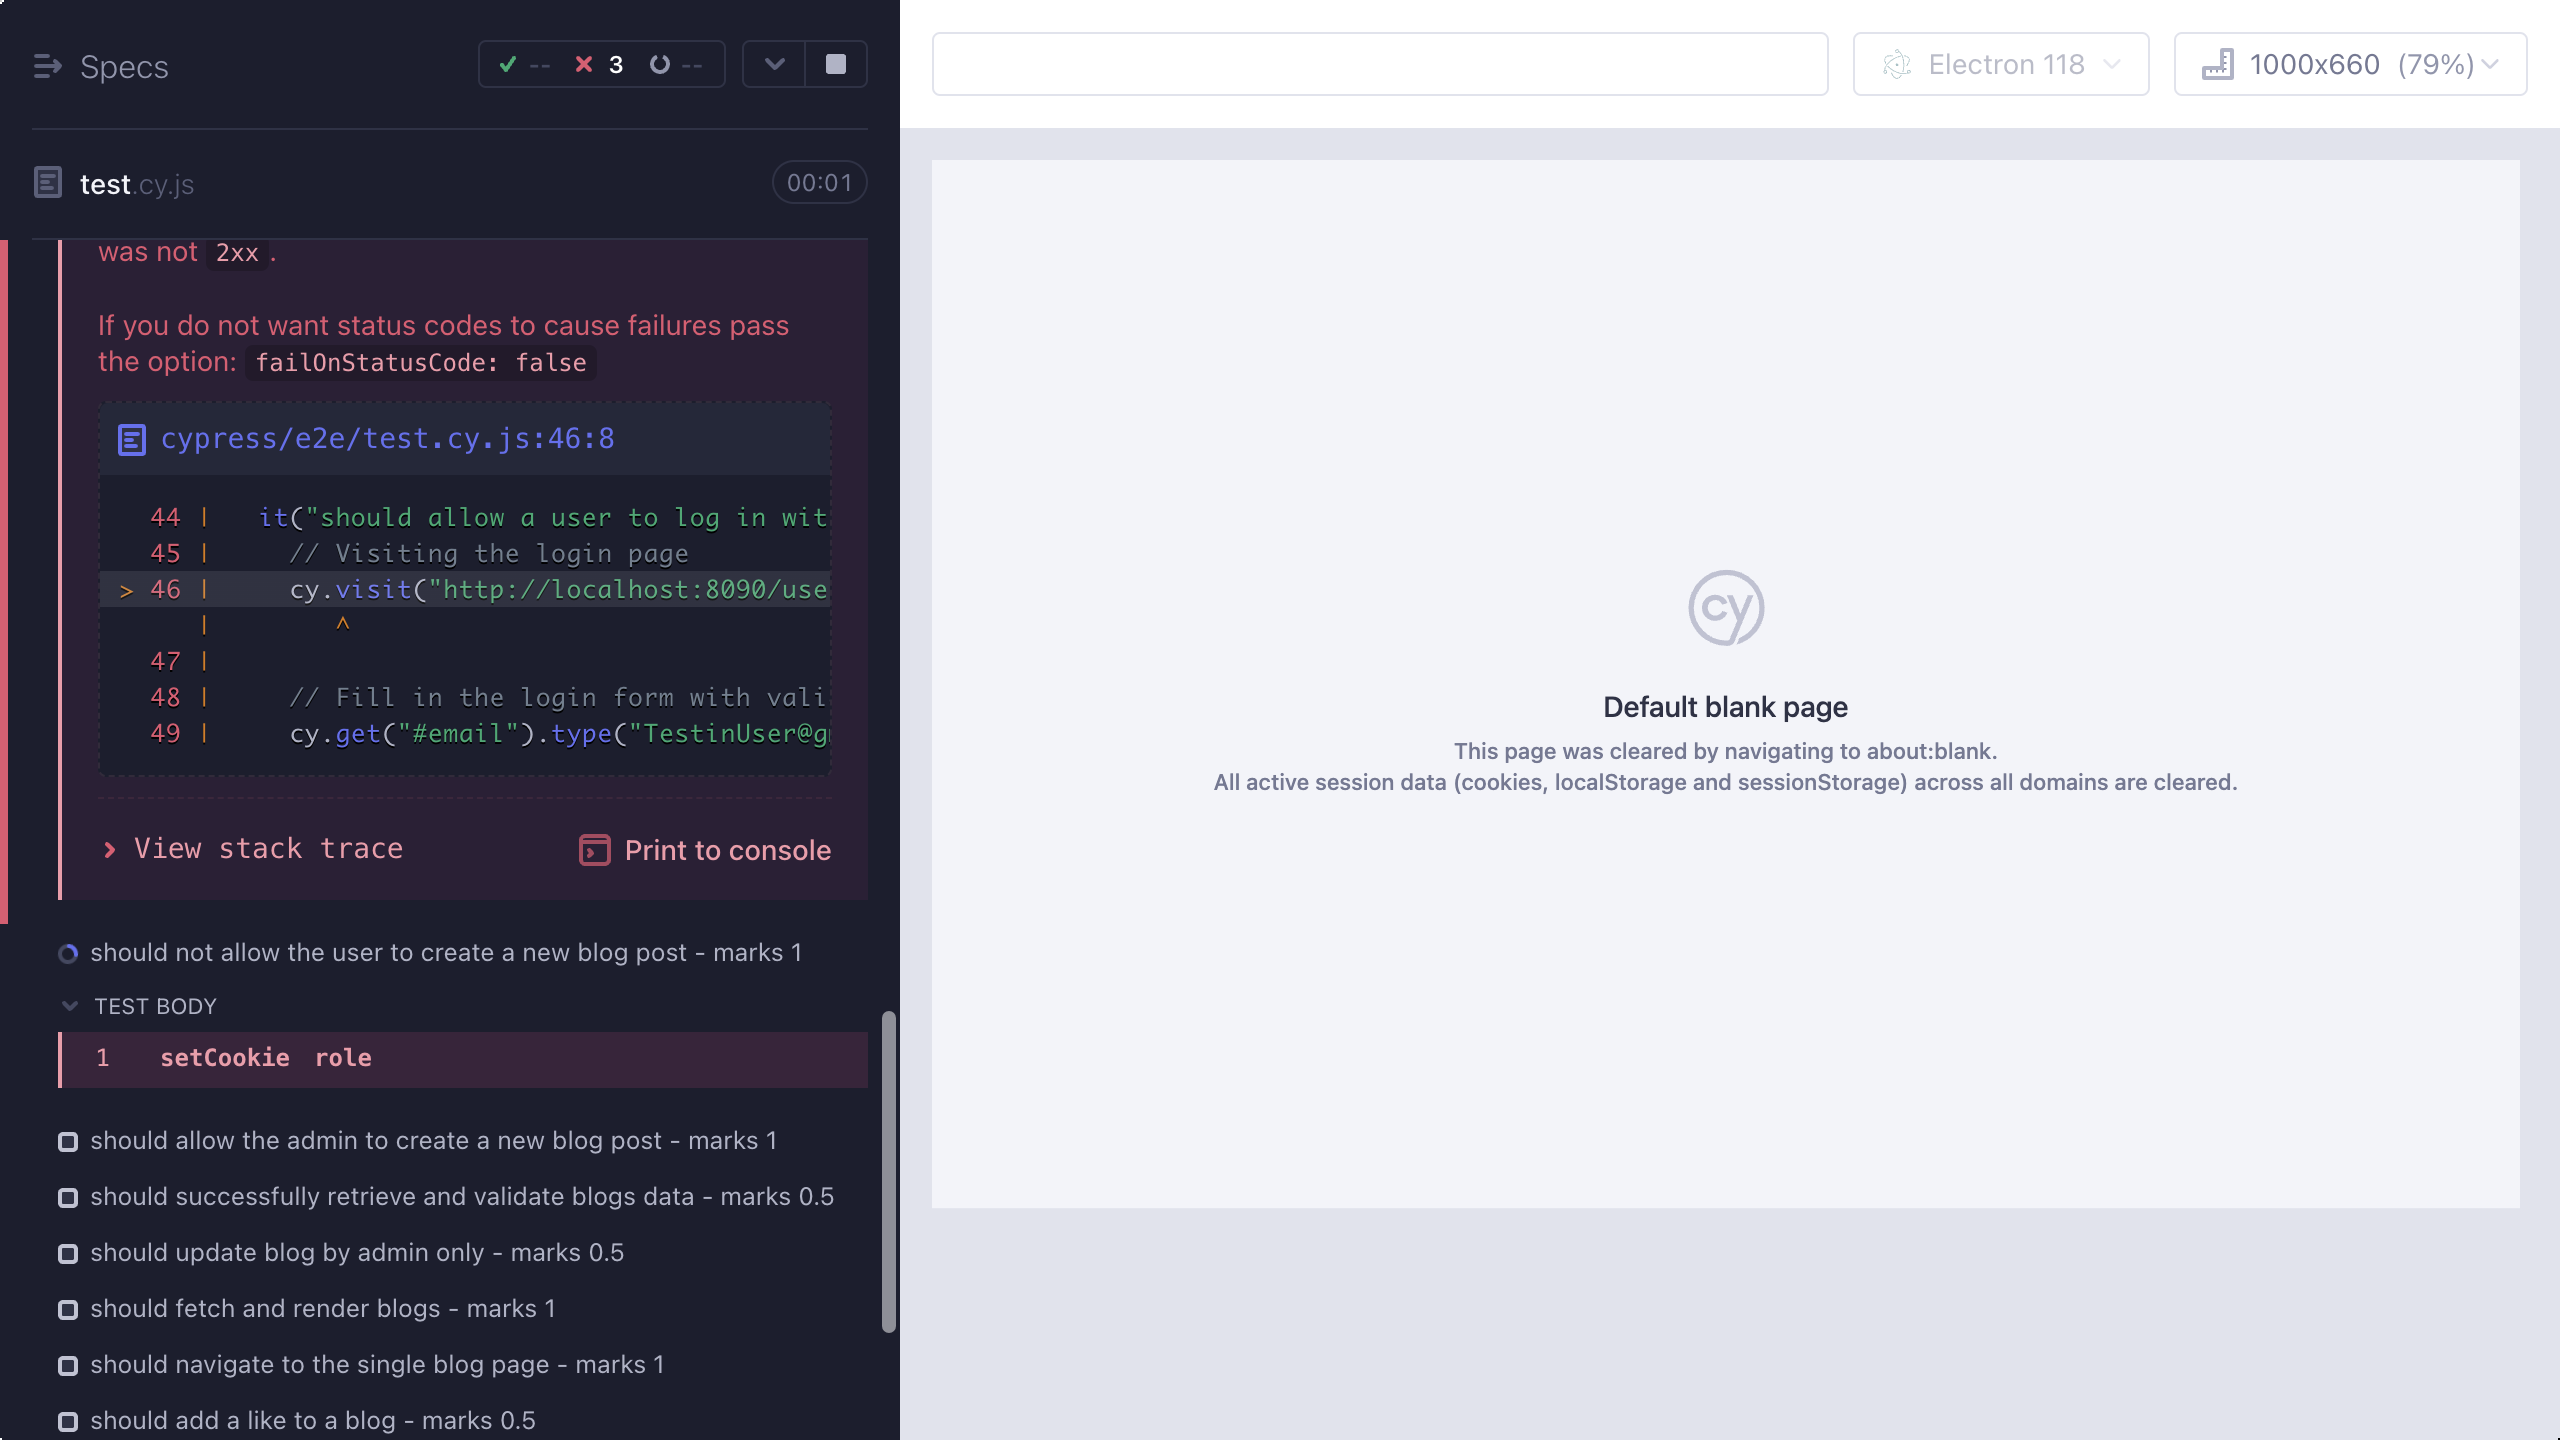 Specs
-- 3 --
test.cy.js
00:01
was not 2xx.
If you do not want status codes to cause failures pass
the option: failOnStatusCode: false
cypress/e2e/test.cy.js:46:8
44 | it("should allow a user to log in wit
45 | // Visiting the login page
> 46 | cy.visit("http://localhost:8090/use
| ^
47 |
48 | // Fill in the login form with vali
49 | cy.get("#email").type("TestinUser@g
View stack trace
Print to console
should not allow the user to create a new blog post - marks 1
TEST BODY
1 setCookie role
should allow the admin to create a new blog post - marks 1
should successfully retrieve and validate blogs data - marks 0.5
should update blog by admin only - marks 0.5
should fetch and render blogs - marks 1
should navigate to the single blog page - marks 1
should add a like to a blog - marks 0.5
Electron 118
1000x660 (79%)
cy
Default blank page
This page was cleared by navigating to about:blank.
All active session data (cookies, localStorage and sessionStorage) across all domains are cleared.